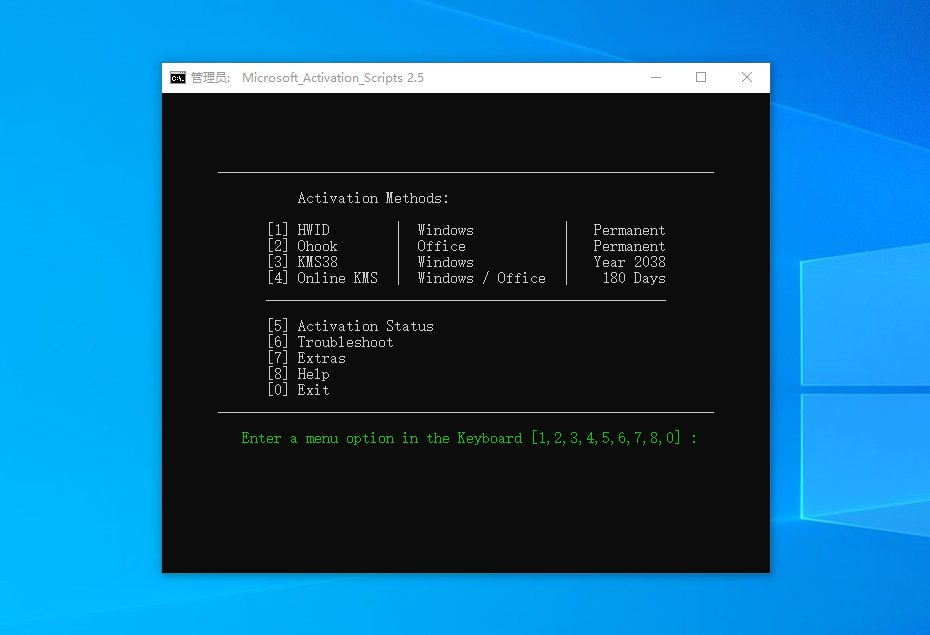 管理员: Microsoft_Activation_Scripts 2.5
Activation Methods:
[1] HWID Windows Permanent
[2] Ohook Office Permanent
[3] KMS38 Windows Year 2038
[4] Online KMS Windows / Office 180 Days
[5] Activation Status
[6] Troubleshoot
[7] Extras
[8] Help
[0] Exit
Enter a menu option in the Keyboard [1,2,3,4,5,6,7,8,0] :